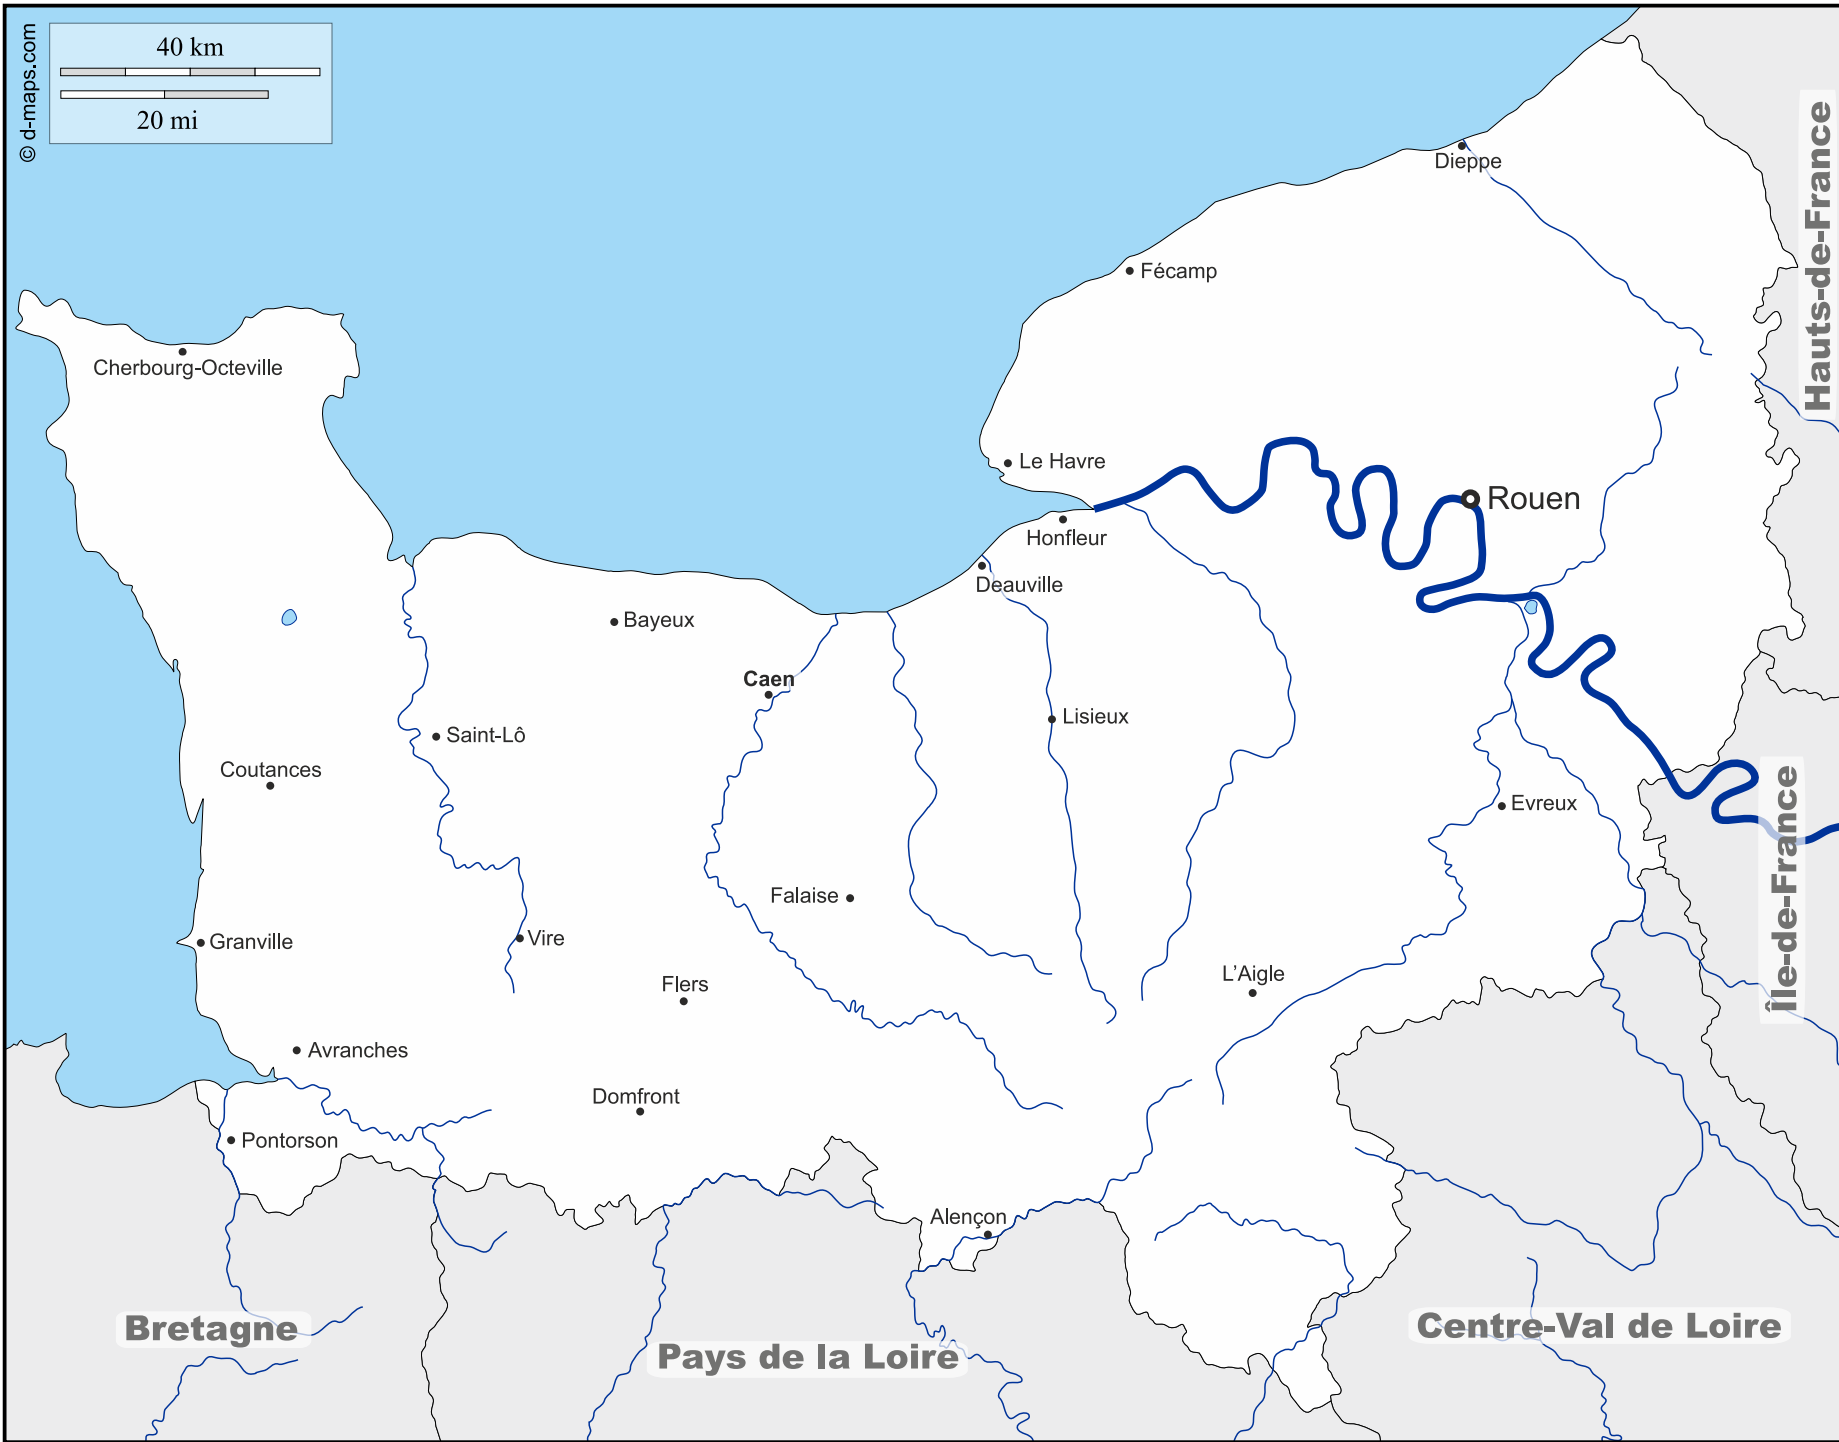 © d-maps.com
40 km
20 mi
Dieppe
Hauts-de-France
Fécamp
Cherbourg-Octeville
Le Havre
Rouen
Honfleur
Deauville
Bayeux
Caen
Lisieux
Saint-Lô
Coutances
Evreux
Île-de-France
Falaise
Granville
Vire
L'Aigle
Flers
Avranches
Domfront
Pontorson
Alençon
Bretagne
Centre-Val de Loire
Pays de la Loire